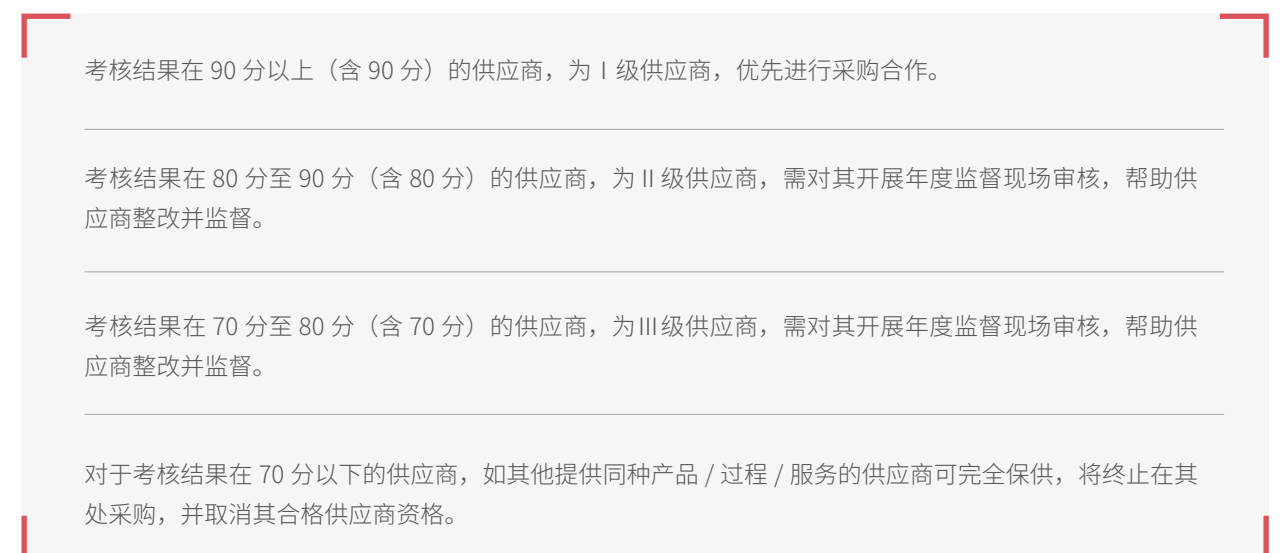 考核结果在 90 分以上（含 90 分）的供应商，为Ⅰ级供应商，优先进行采购合作。
考核结果在 80 分至 90 分（含 80 分）的供应商，为Ⅱ级供应商，需对其开展年度监督现场审核，帮助供
应商整改并监督。
考核结果在 70 分至 80 分（含 70 分）的供应商，为Ⅲ级供应商，需对其开展年度监督现场审核，帮助供
应商整改并监督。
对于考核结果在 70 分以下的供应商，如其他提供同种产品 / 过程 / 服务的供应商可完全保供，将终止在其
处采购，并取消其合格供应商资格。